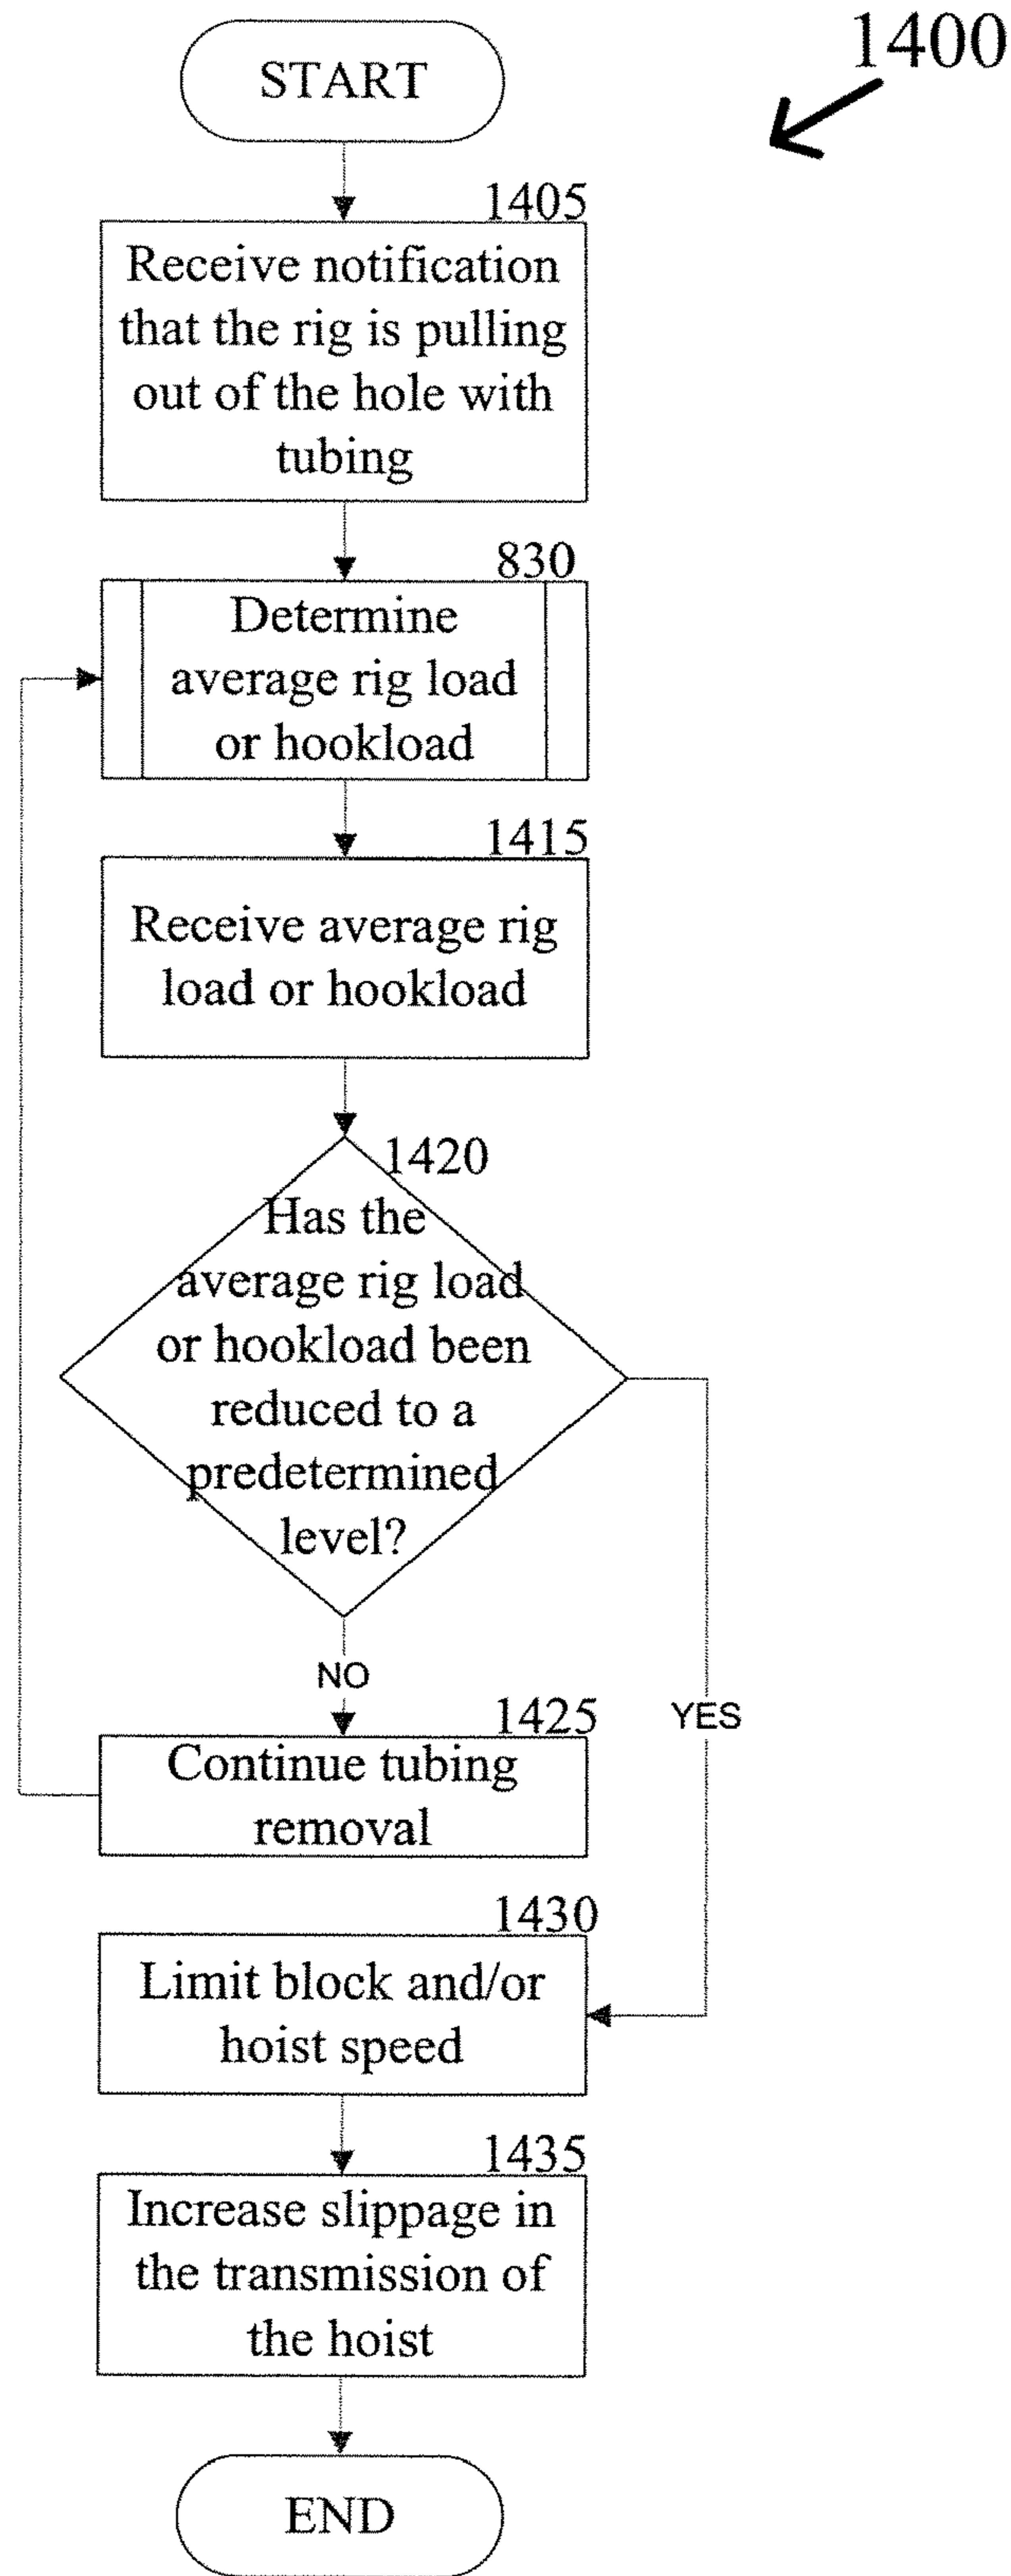 1400
START
1405
Receive notification
that the rig is pulling
out of the hole with
tubing
830
Determine
average rig load
or hookload
1415
Receive average rig
load or hookload
1420
Has the
average rig load
or hookload been
reduced to a
predetermined
level?
NO
YES
1425
Continue tubing
removal
1430
Limit block and/or
hoist speed
1435
Increase slippage in
the transmission of
the hoist
END